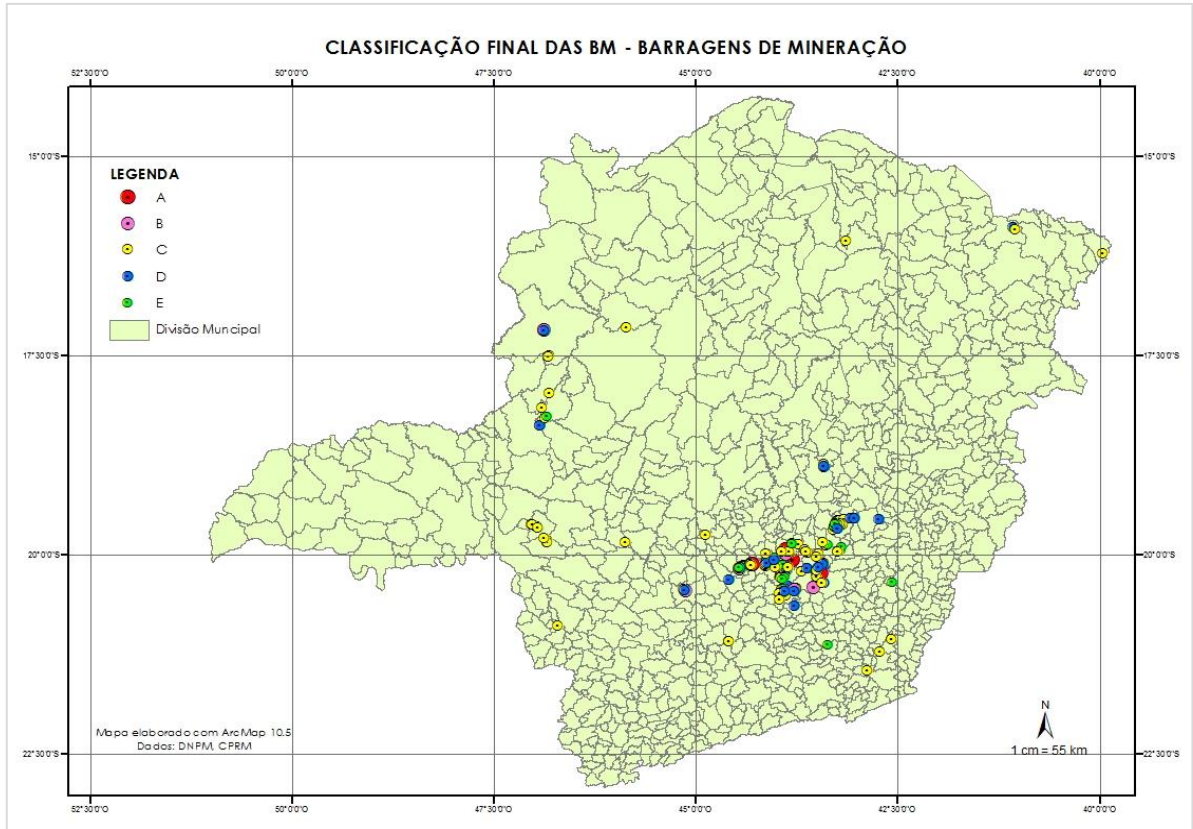 CLASSIFICAÇÃO FINAL DAS BM - BARRAGENS DE MINERAÇÃO
52°30'0"O 50°0'0"O 47°30'0"O 45°0'0"O 42°30'0"O 40°0'0"O
15°0'0"S 15°0'0"S
LEGENDA
A
B
C
D
E
Divisão Muncipal
17°30'0"S 17°30'0"S
20°0'0"S 20°0'0"S
N
Mapa elaborado com ArcMap 10.5
Dados: DNPM, CPRM
1 cm = 55 km
22°30'0"S 22°30'0"S
52°30'0"O 50°0'0"O 47°30'0"O 45°0'0"O 42°30'0"O 40°0'0"O